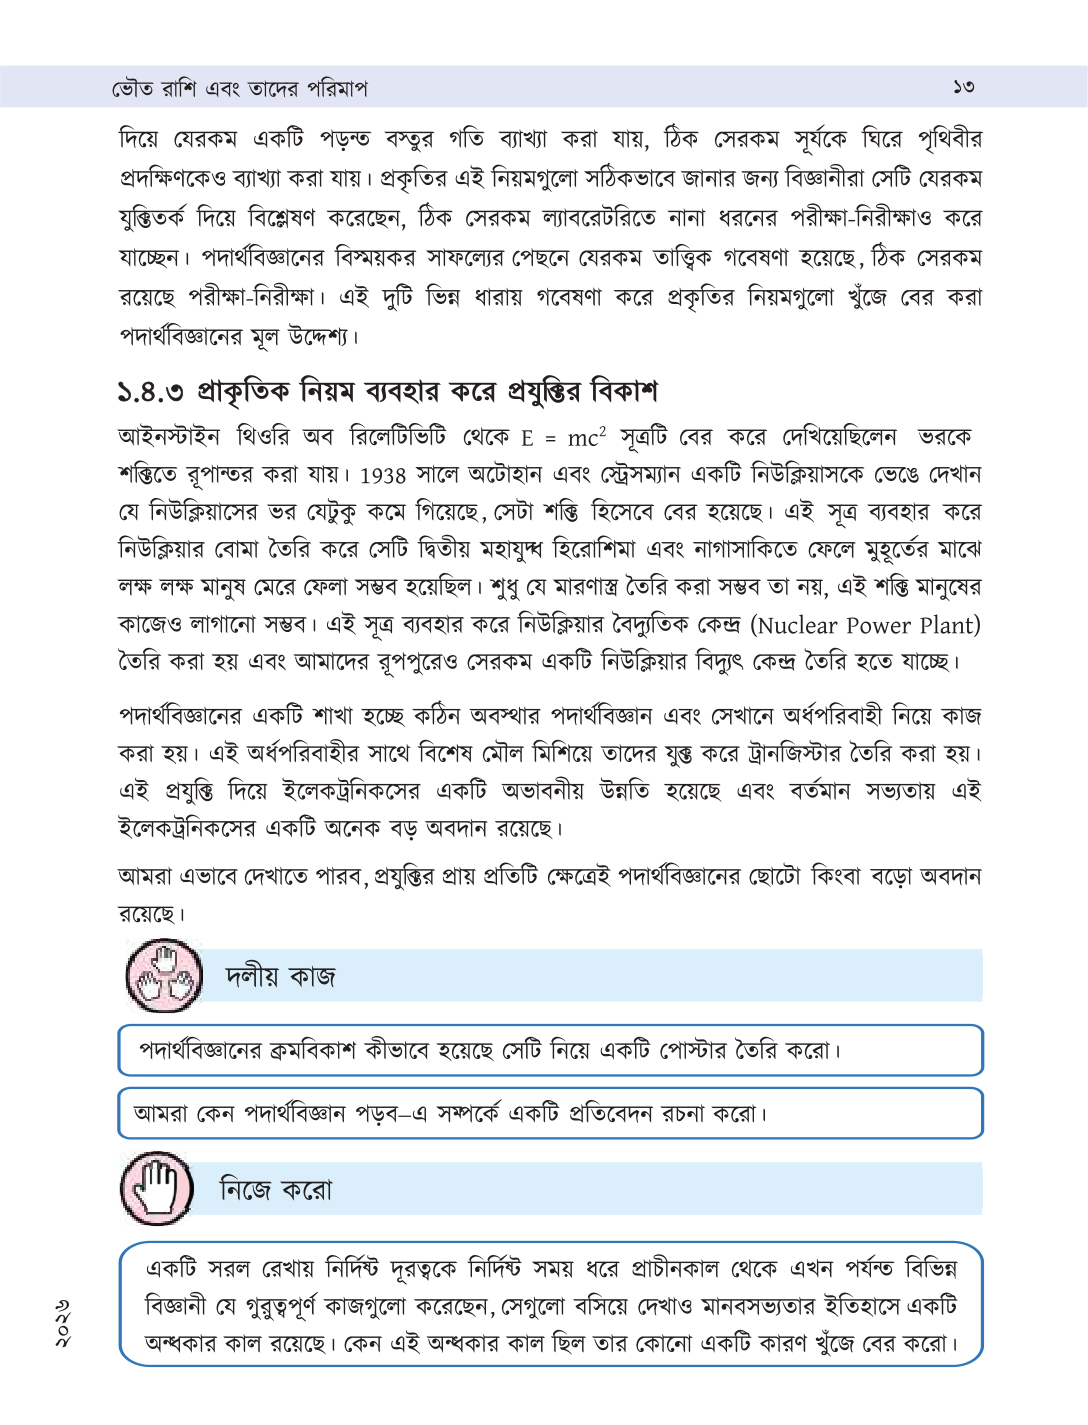 ভৌত রাশি এবং তাদের পরিমাপ ১৩
দিয়ে যেরকম একটি পড়ন্ত বস্তুর গতি ব্যাখ্যা করা যায়, ঠিক সেরকম সূর্যকে ঘিরে পৃথিবীর
প্রদক্ষিণকেও ব্যাখ্যা করা যায়। প্রকৃতির এই নিয়মগুলো সঠিকভাবে জানার জন্য বিজ্ঞানীরা সেটি যেরকম
যুক্তিতর্ক দিয়ে বিশ্লেষণ করেছেন, ঠিক সেরকম ল্যাবরেটরিতে নানা ধরনের পরীক্ষা-নিরীক্ষাও করে
যাচ্ছেন। পদার্থবিজ্ঞানের বিস্ময়কর সাফল্যের পেছনে যেরকম তাত্ত্বিক গবেষণা হয়েছে, ঠিক সেরকম
রয়েছে পরীক্ষা-নিরীক্ষা। এই দুটি ভিন্ন ধারায় গবেষণা করে প্রকৃতির নিয়মগুলো খুঁজে বের করা
পদার্থবিজ্ঞানের মূল উদ্দেশ্য।
১.৪.৩ প্রাকৃতিক নিয়ম ব্যবহার করে প্রযুক্তির বিকাশ
আইনস্টাইন থিওরি অব রিলেটিভিটি থেকে E = mc² সূত্রটি বের করে দেখিয়েছিলেন ভরকে
শক্তিতে রূপান্তর করা যায়। 1938 সালে অটোহান এবং স্ট্রেসম্যান একটি নিউক্লিয়াসকে ভেঙে দেখান
যে নিউক্লিয়াসের ভর যেটুকু কমে গিয়েছে, সেটা শক্তি হিসেবে বের হয়েছে। এই সূত্র ব্যবহার করে
নিউক্লিয়ার বোমা তৈরি করে সেটি দ্বিতীয় মহাযুদ্ধ হিরোশিমা এবং নাগাসাকিতে ফেলে মুহূর্তের মাঝে
লক্ষ লক্ষ মানুষ মেরে ফেলা সম্ভব হয়েছিল। শুধু যে মারণাস্ত্র তৈরি করা সম্ভব তা নয়, এই শক্তি মানুষের
কাজেও লাগানো সম্ভব। এই সূত্র ব্যবহার করে নিউক্লিয়ার বৈদ্যুতিক কেন্দ্র (Nuclear Power Plant)
তৈরি করা হয় এবং আমাদের রূপপুরেও সেরকম একটি নিউক্লিয়ার বিদ্যুৎ কেন্দ্র তৈরি হতে যাচ্ছে।
পদার্থবিজ্ঞানের একটি শাখা হচ্ছে কঠিন অবস্থার পদার্থবিজ্ঞান এবং সেখানে অর্ধপরিবাহী নিয়ে কাজ
করা হয়। এই অর্ধপরিবাহীর সাথে বিশেষ মৌল মিশিয়ে তাদের যুক্ত করে ট্রানজিস্টার তৈরি করা হয়।
এই প্রযুক্তি দিয়ে ইলেকট্রনিকসের একটি অভাবনীয় উন্নতি হয়েছে এবং বর্তমান সভ্যতায় এই
ইলেকট্রনিকসের একটি অনেক বড় অবদান রয়েছে।
আমরা এভাবে দেখাতে পারব, প্রযুক্তির প্রায় প্রতিটি ক্ষেত্রেই পদার্থবিজ্ঞানের ছোটো কিংবা বড়ো অবদান
রয়েছে।
দলীয় কাজ
পদার্থবিজ্ঞানের ক্রমবিকাশ কীভাবে হয়েছে সেটি নিয়ে একটি পোস্টার তৈরি করো।
আমরা কেন পদার্থবিজ্ঞান পড়ব–এ সম্পর্কে একটি প্রতিবেদন রচনা করো।
নিজে করো
একটি সরল রেখায় নির্দিষ্ট দূরত্বকে নির্দিষ্ট সময় ধরে প্রাচীনকাল থেকে এখন পর্যন্ত বিভিন্ন
বিজ্ঞানী যে গুরুত্বপূর্ণ কাজগুলো করেছেন, সেগুলো বসিয়ে দেখাও মানবসভ্যতার ইতিহাসে একটি
অন্ধকার কাল রয়েছে। কেন এই অন্ধকার কাল ছিল তার কোনো একটি কারণ খুঁজে বের করো।
২০২৬